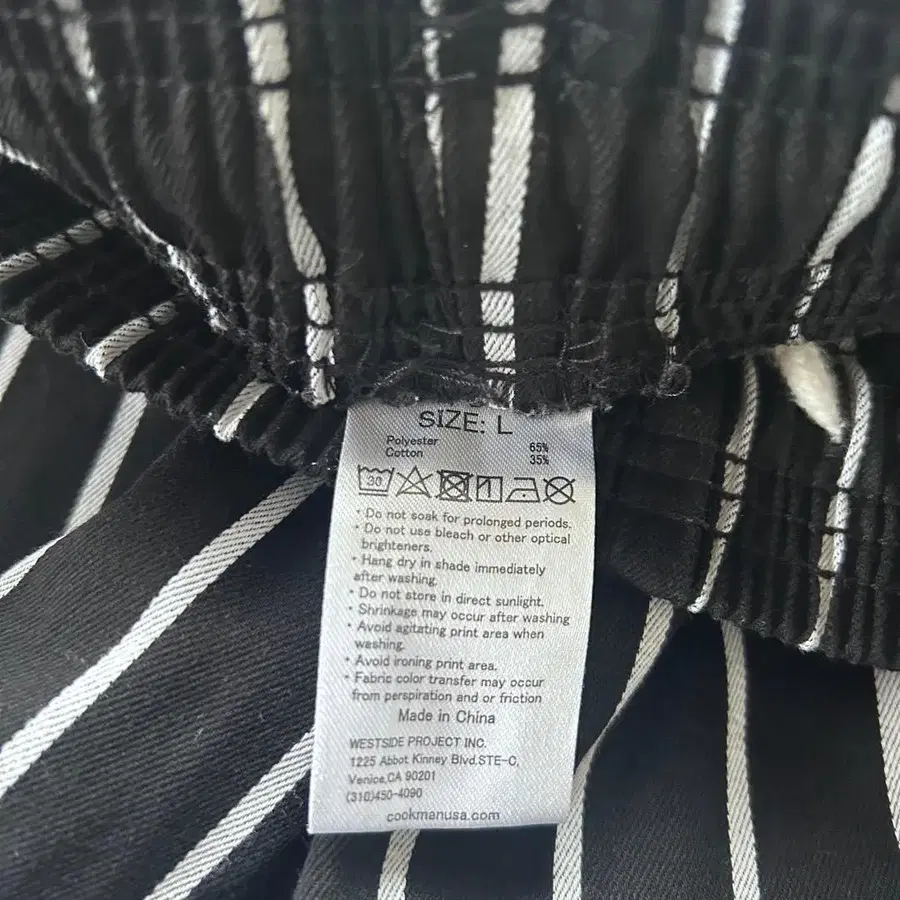 SIZE: L
Polyester 65%
Cotton 35%
30
• Do not soak for prolonged periods.
• Do not use bleach or other optical
brighteners.
• Hang dry in shade immediately
after washing.
• Do not store in direct sunlight.
• Shrinkage may occur after washing
• Avoid agitating print area when
washing.
• Avoid ironing print area.
• Fabric color transfer may occur
from perspiration and or friction
Made in China
WESTSIDE PROJECT INC.
1225 Abbot Kinney Blvd.STE-C,
Venice,CA 90201
(310)450-4090
cookmanusa.com